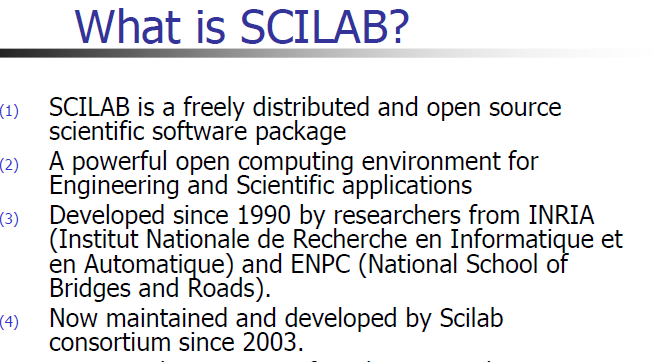 What is SCILAB?
(1) SCILAB is a freely distributed and open source
scientific software package
(2) A powerful open computing environment for
Engineering and Scientific applications
(3) Developed since 1990 by researchers from INRIA
(Institut Nationale de Recherche en Informatique et
en Automatique) and ENPC (National School of
Bridges and Roads).
(4) Now maintained and developed by Scilab
consortium since 2003.